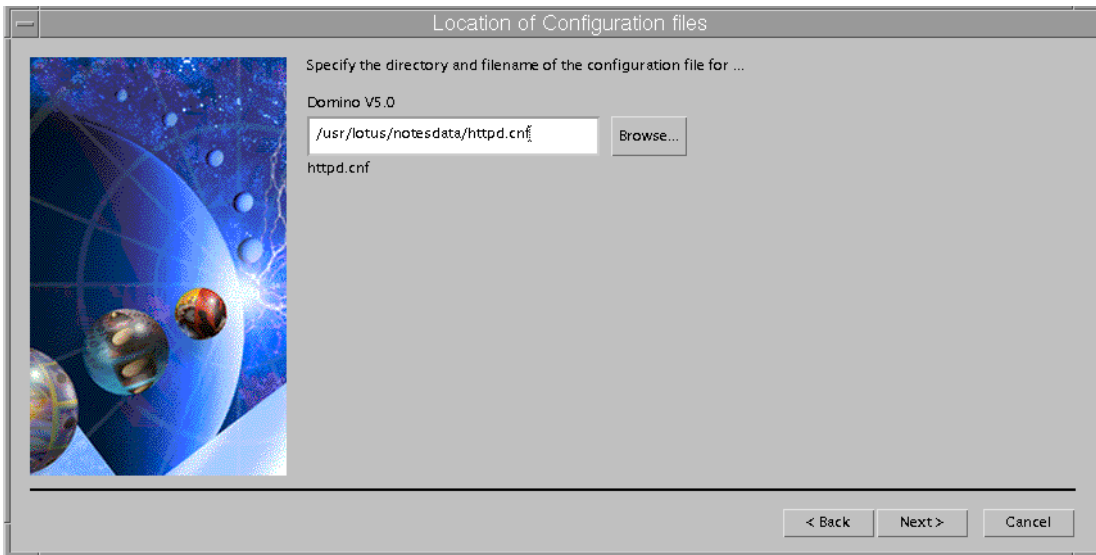 Location of Configuration files
Specify the directory and filename of the configuration file for ...
Domino V5.0
/usr/lotus/notesdata/httpd.cnf
Browse...
httpd.cnf
< Back
Next >
Cancel